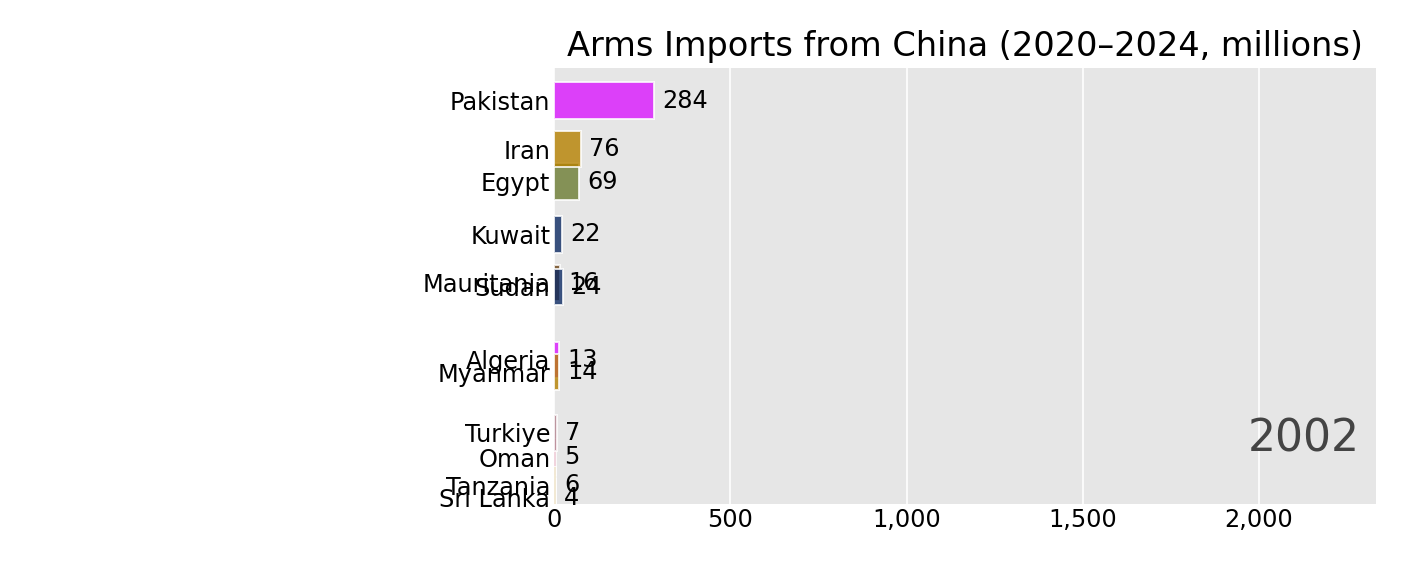 Arms Imports from China (2020–2024, millions)
Pakistan 284
Iran 76
Egypt 69
Kuwait 22
Mauritania 16
Sudan 24
Algeria 13
Myanmar 14
Turkiye 7
2002
Oman 5
Tanzania 6
Sri Lanka 4
0 500 1,000 1,500 2,000